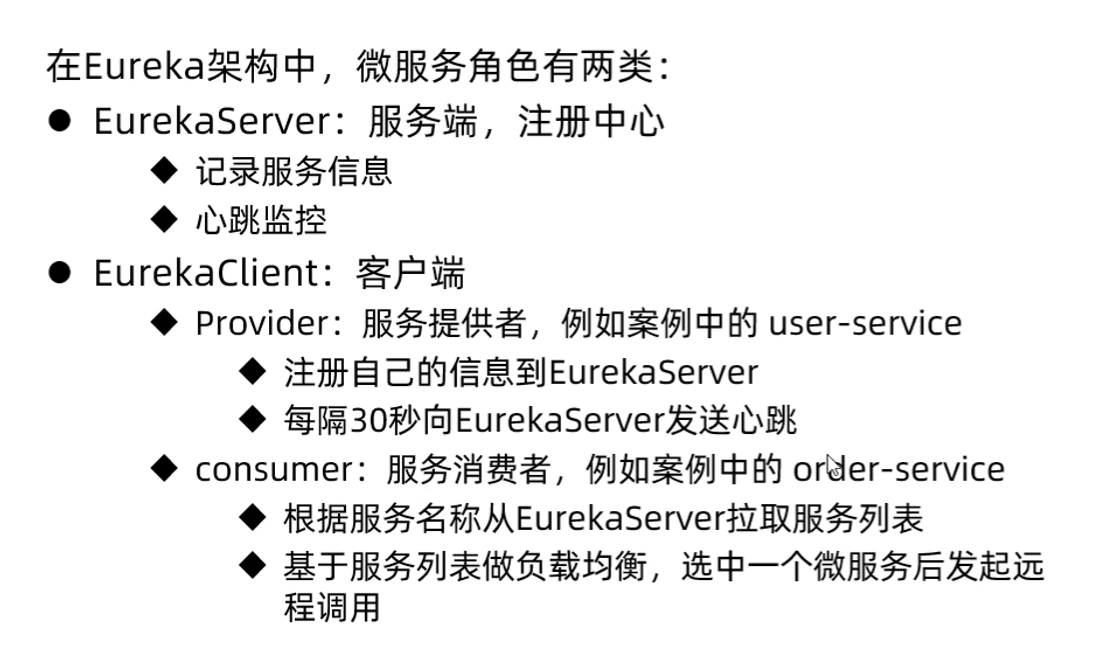 在Eureka架构中，微服务角色有两类：
EurekaServer：服务端，注册中心
记录服务信息
心跳监控
EurekaClient：客户端
Provider：服务提供者，例如案例中的 user-service
注册自己的信息到EurekaServer
每隔30秒向EurekaServer发送心跳
consumer：服务消费者，例如案例中的 order-service
根据服务名称从EurekaServer拉取服务列表
基于服务列表做负载均衡，选中一个微服务后发起远
程调用